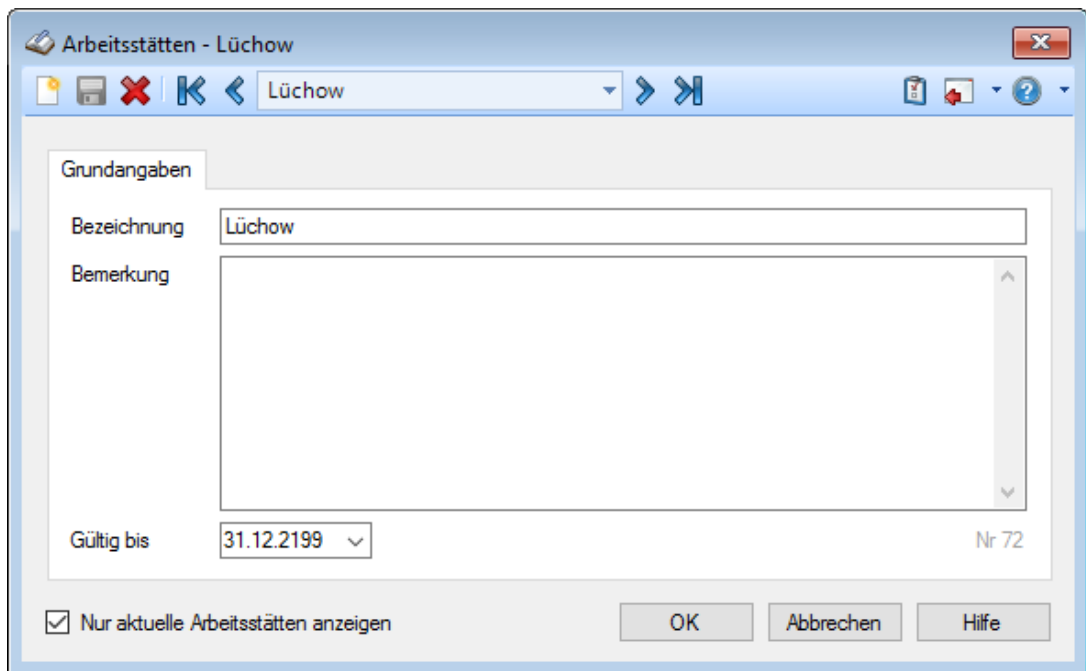 Arbeitsstätten - Lüchow
Lüchow
Grundangaben
Bezeichnung Lüchow
Bemerkung
Gültig bis 31.12.2199 Nr 72
Nur aktuelle Arbeitsstätten anzeigen OK Abbrechen Hilfe